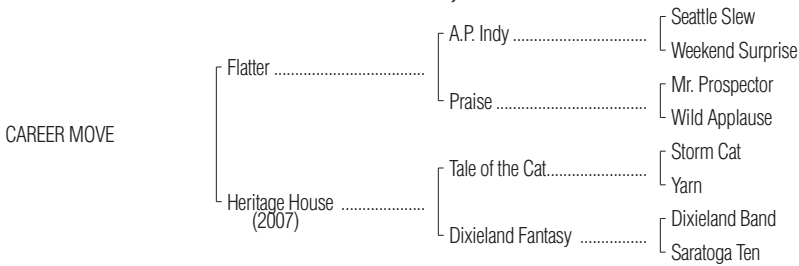 Seattle Slew
A.P. Indy ................................
Weekend Surprise
Flatter ....................................
Mr. Prospector
Praise ....................................
Wild Applause
CAREER MOVE
Storm Cat
Tale of the Cat........................
Yarn
Heritage House ....................
(2007)
Dixieland Band
Dixieland Fantasy ................
Saratoga Ten